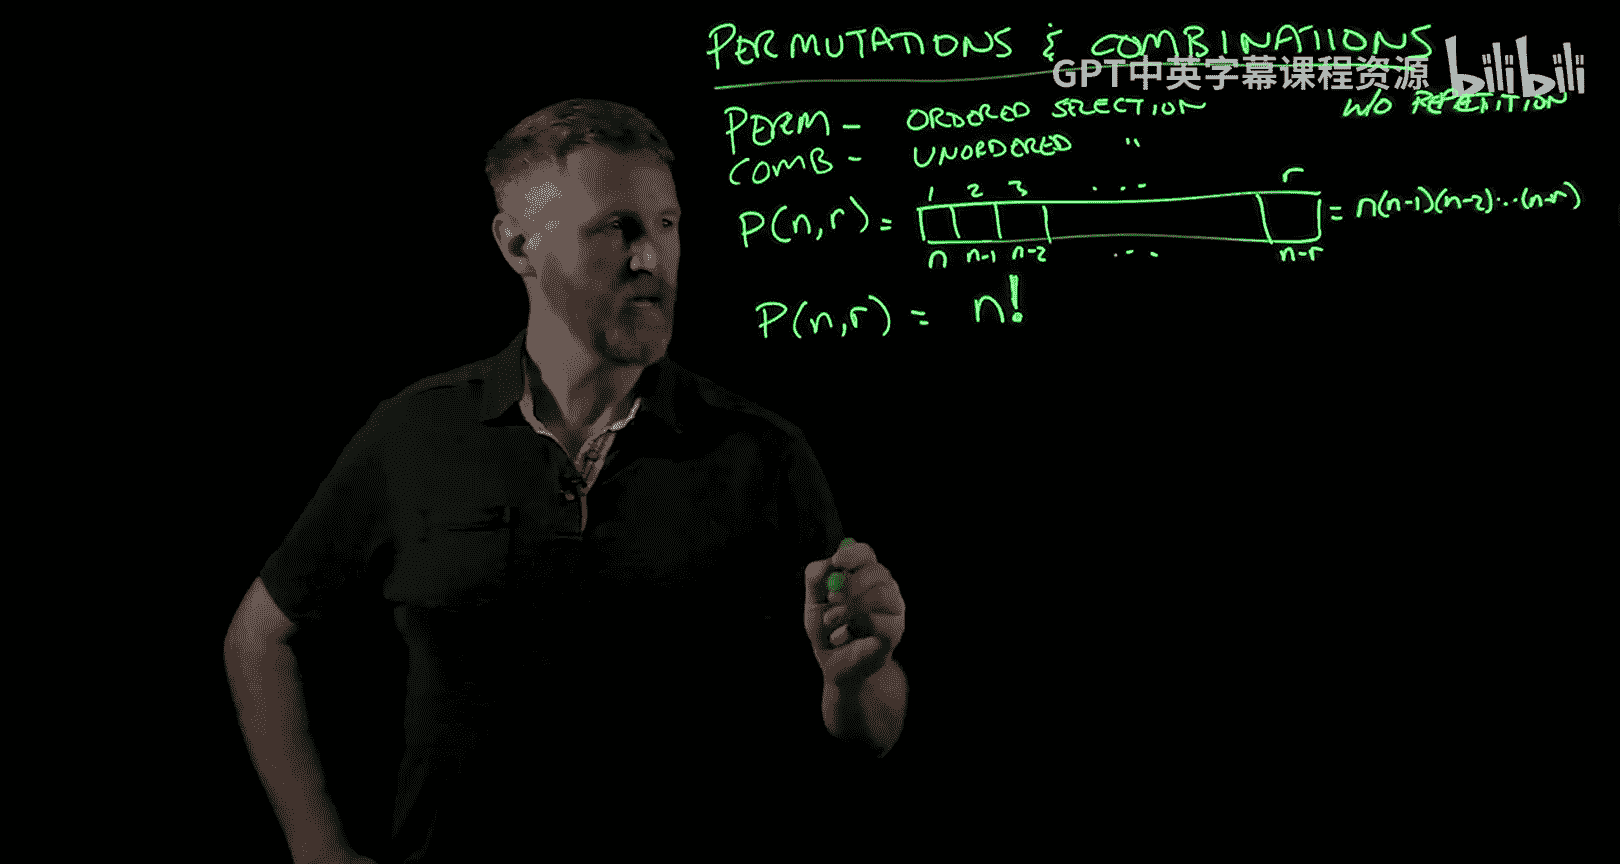 PERMUTATIONS & COMBINATIONS
GPT中英字幕课程资源 bilibili
PERM - ORDERED SELECTION W/O REPETITION
COMB - UNORDERED "
1 2 3 ... r
P(n,r) = = n(n-1)(n-2)...(n-r)
n n-1 n-2 ... n-r
P(n,r) = n!